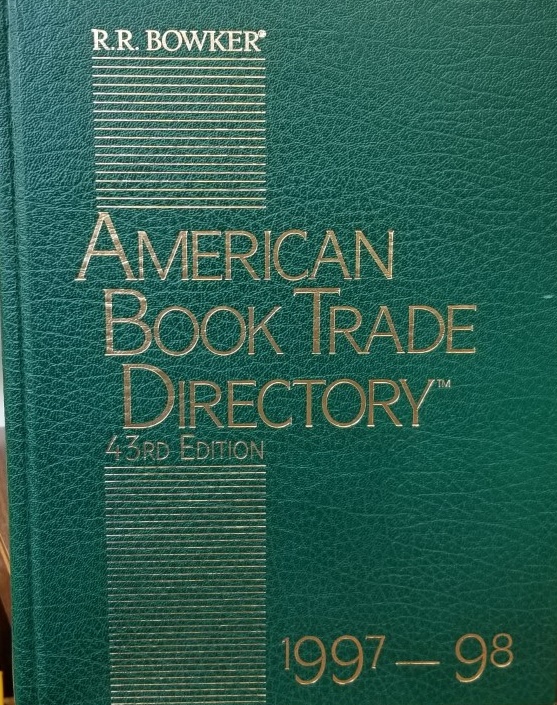 R.R. BOWKER®
AMERICAN
BOOK TRADE
DIRECTORY™
43RD EDITION
1997–98